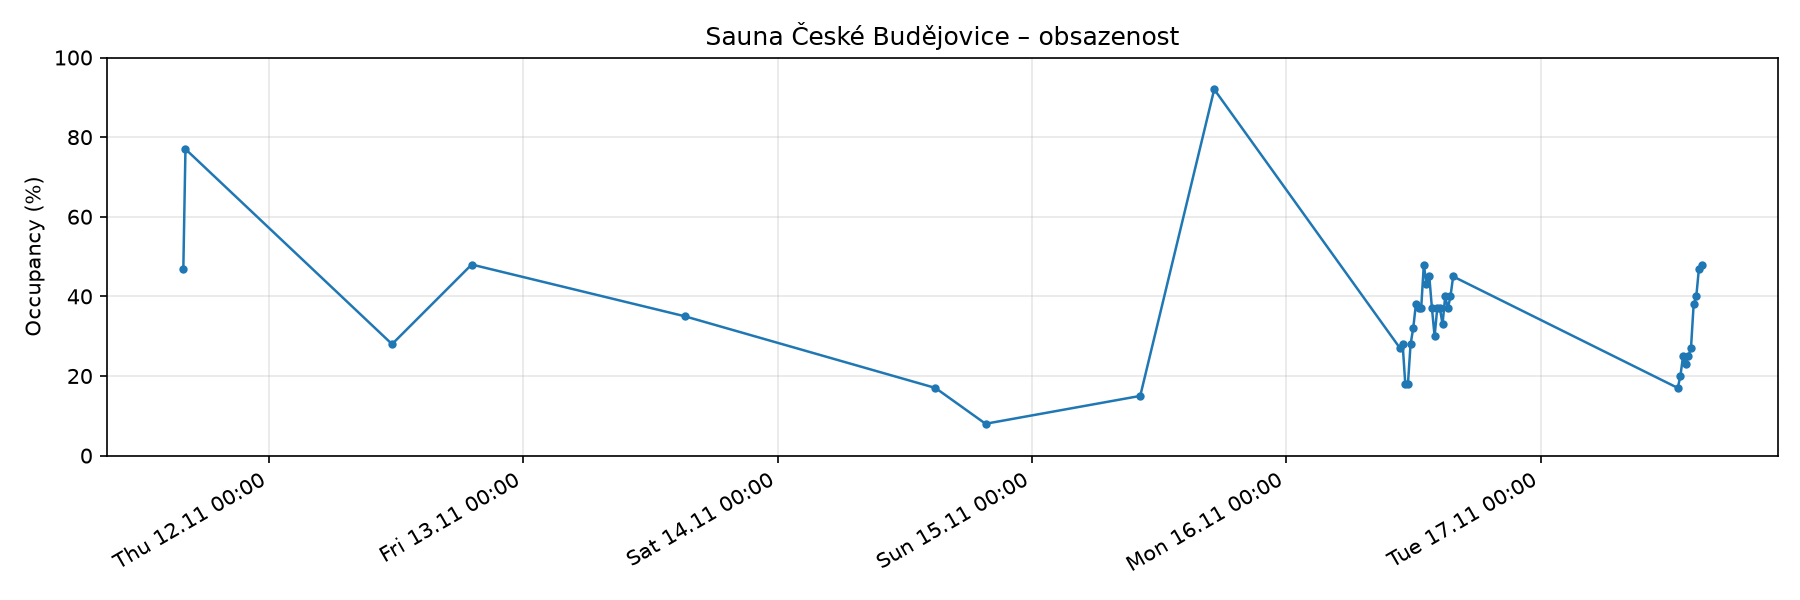 Sauna České Budějovice – obsazenost
100
80
60
40
20
0
Occupancy (%)
Thu 12.11 00:00
Fri 13.11 00:00
Sat 14.11 00:00
Sun 15.11 00:00
Mon 16.11 00:00
Tue 17.11 00:00